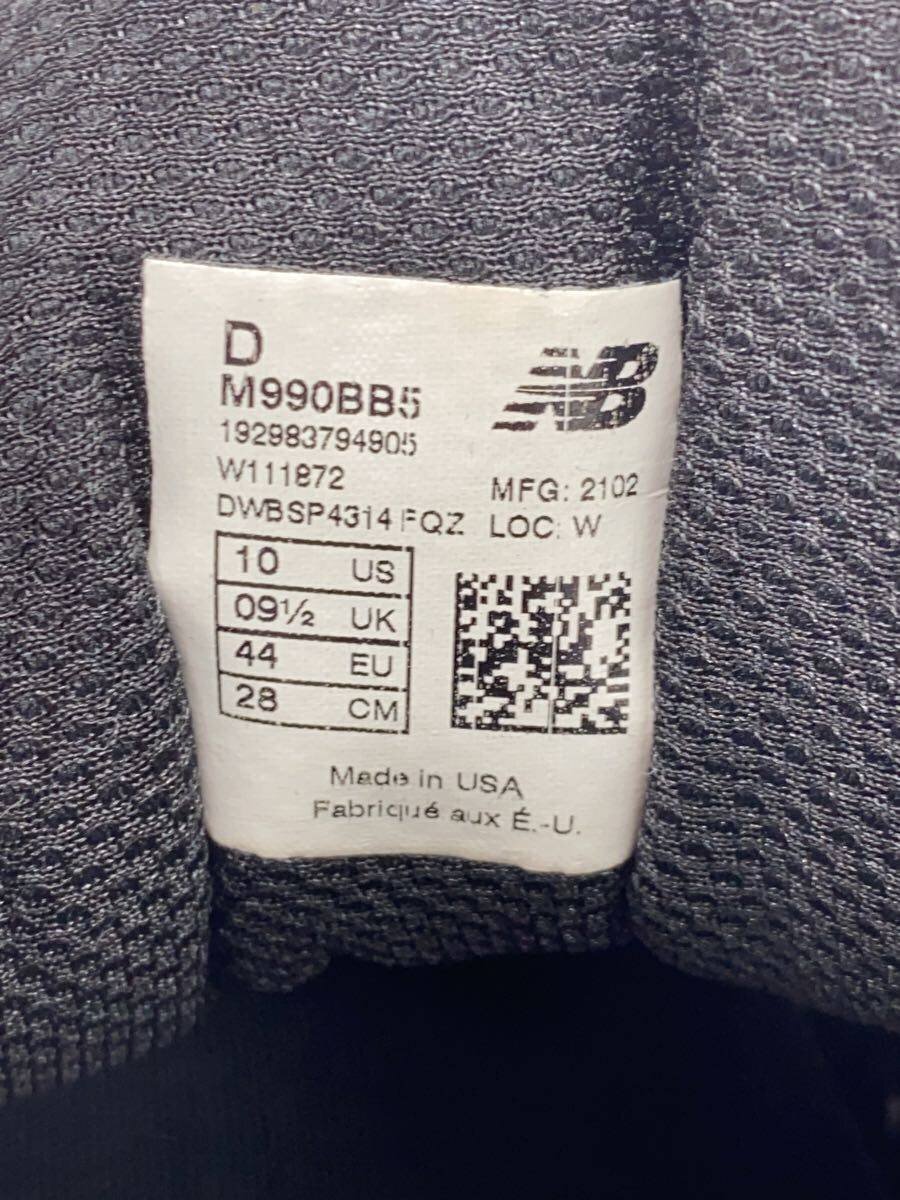 D
M990BB5
192983794905
W111872
MFG: 2102
DWBSP4314 FQZ
LOC: W
10 US
09½ UK
44 EU
28 CM
NB
Made in USA
Fabriqué aux É.-U.